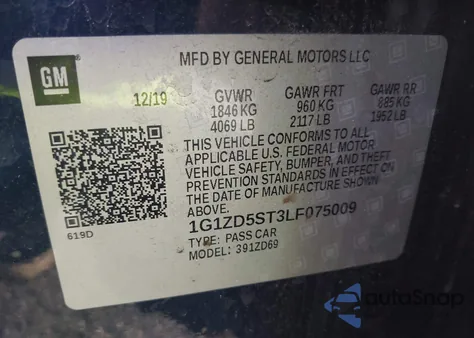 GM
MFD BY GENERAL MOTORS LLC
12/19 GVWR GAWR FRT GAWR RR
1846 KG 960 KG 885 KG
4069 LB 2117 LB 1952 LB
THIS VEHICLE CONFORMS TO ALL
APPLICABLE U.S. FEDERAL MOTOR
VEHICLE SAFETY, BUMPER, AND THEFT
PREVENTION STANDARDS IN EFFECT ON
THE DATE OF MANUFACTURE SHOWN
ABOVE.
619D
1G1ZD5ST3LF075009
TYPE: PASS CAR
MODEL: 391ZD69
autoSnap